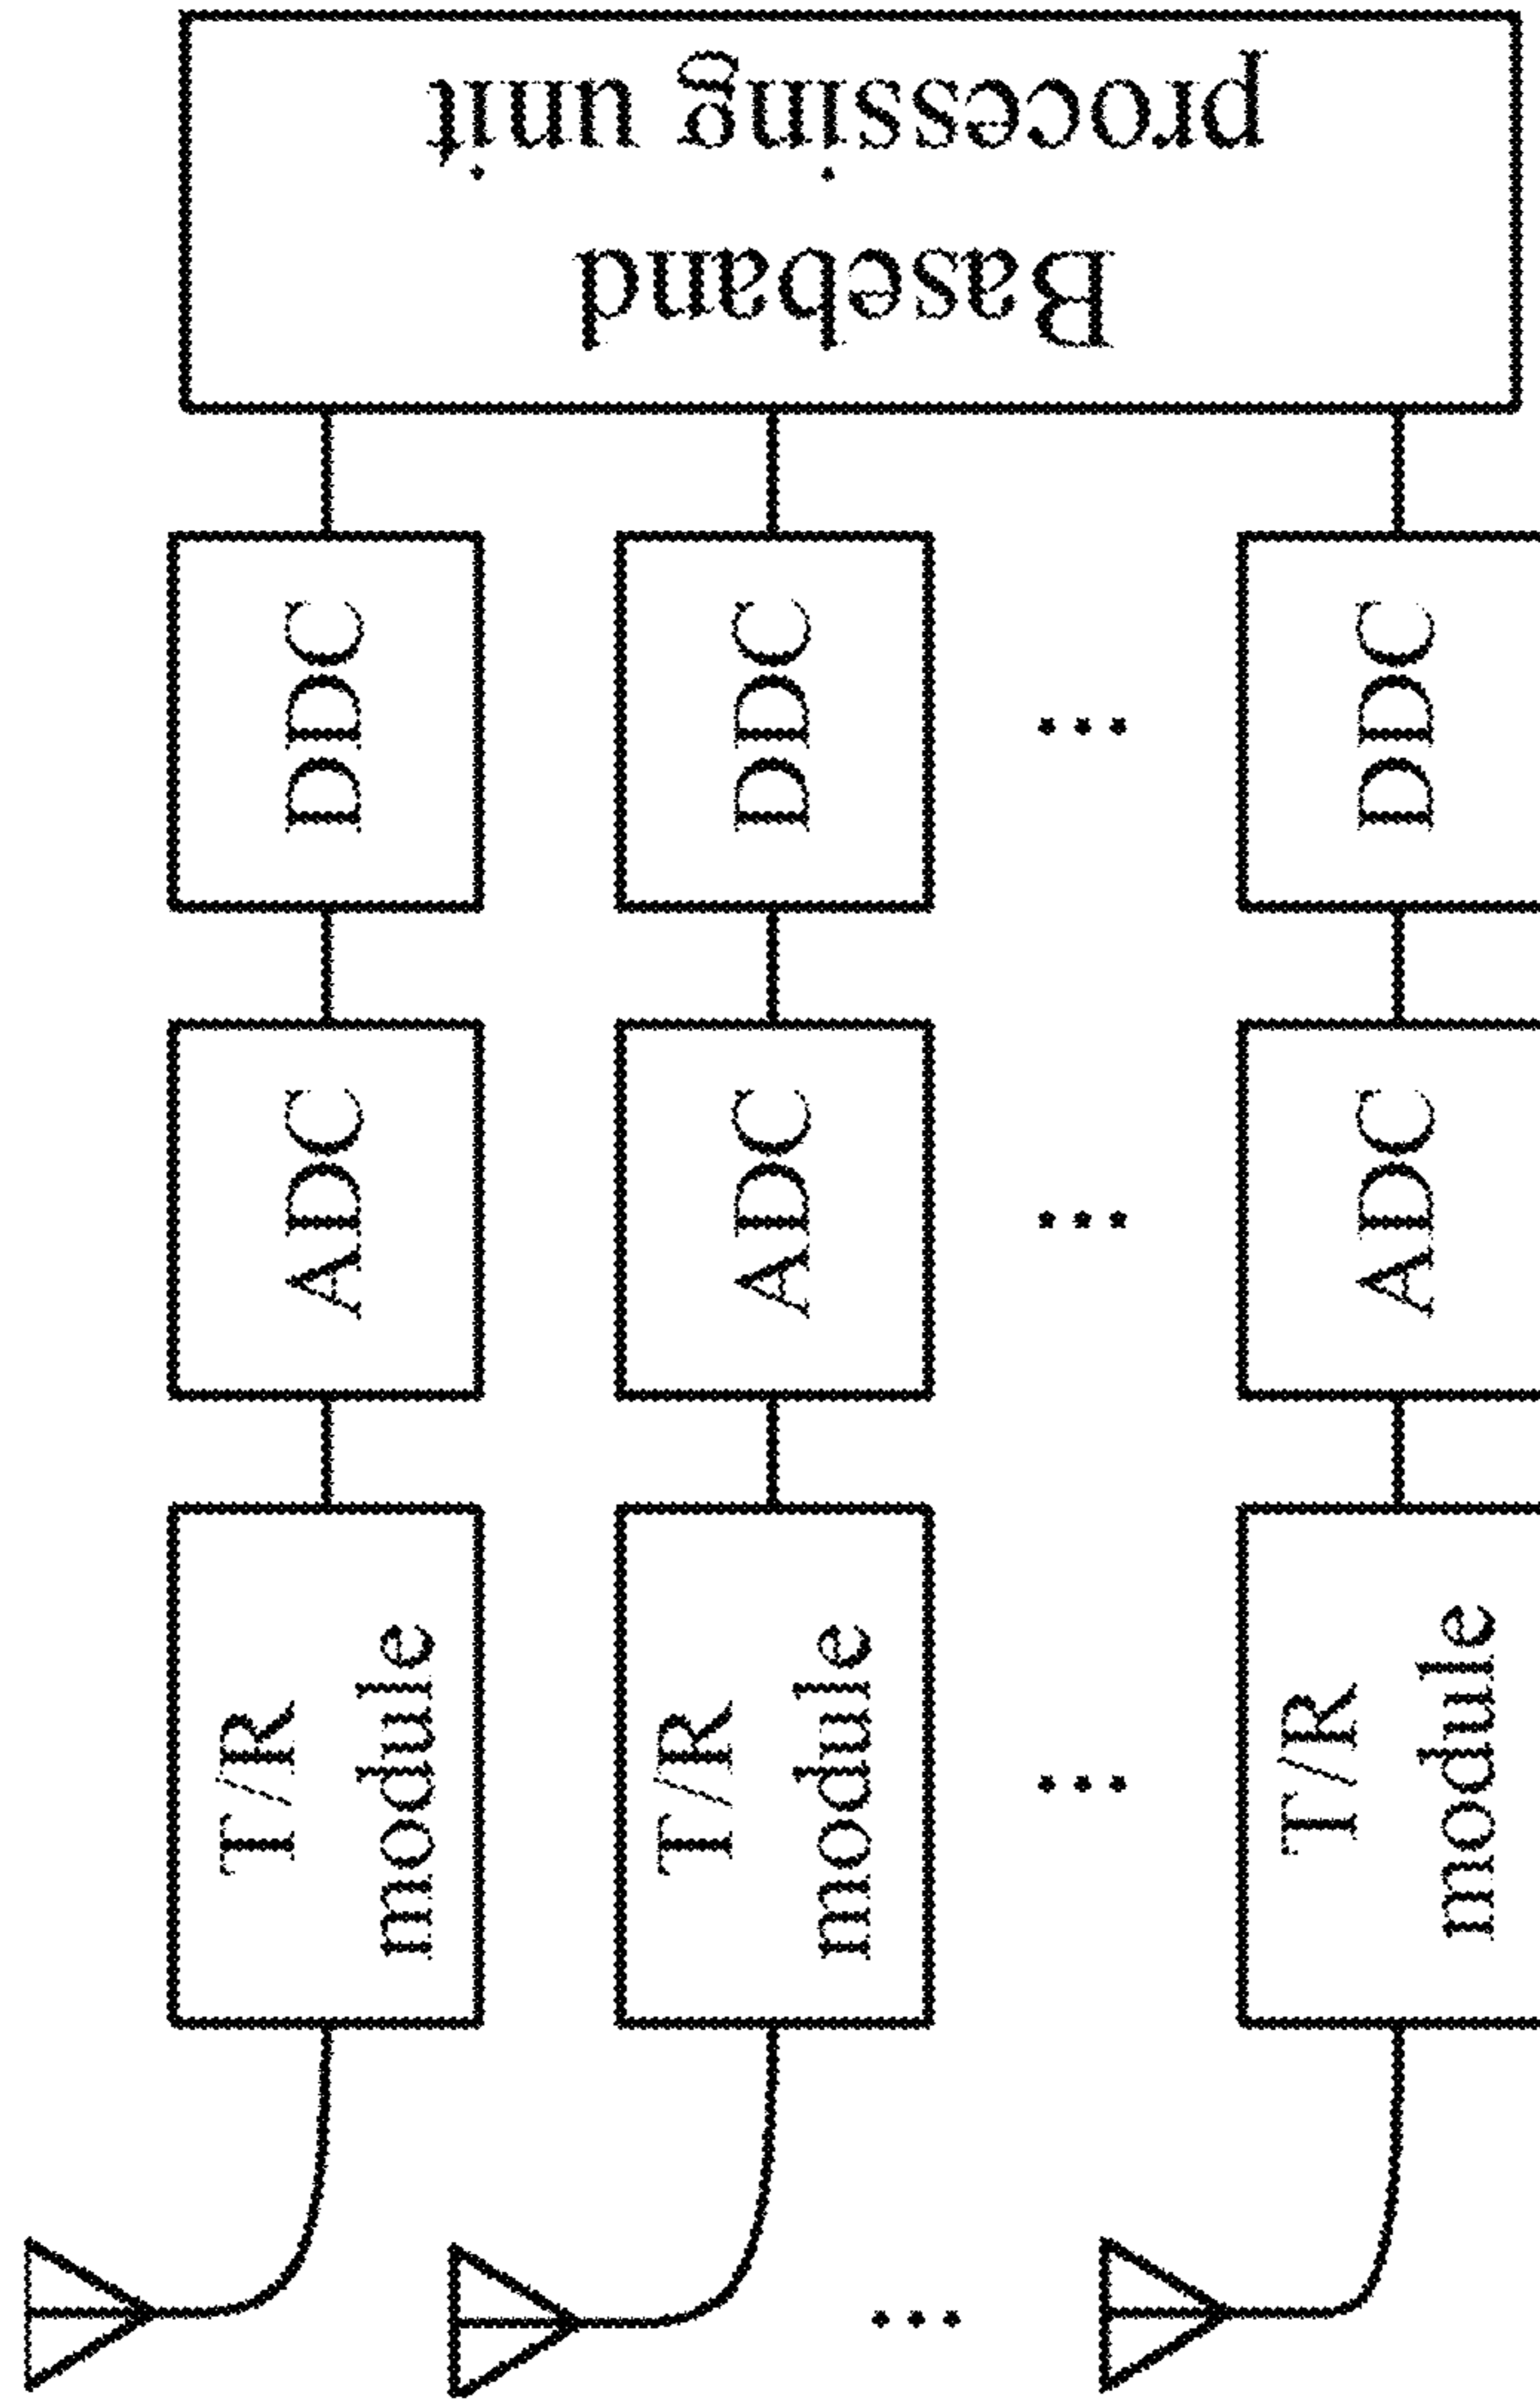 T/R
module
ADC
DDC
T/R
module
ADC
DDC
...
...
...
...
T/R
module
ADC
DDC
Baseband
processing unit